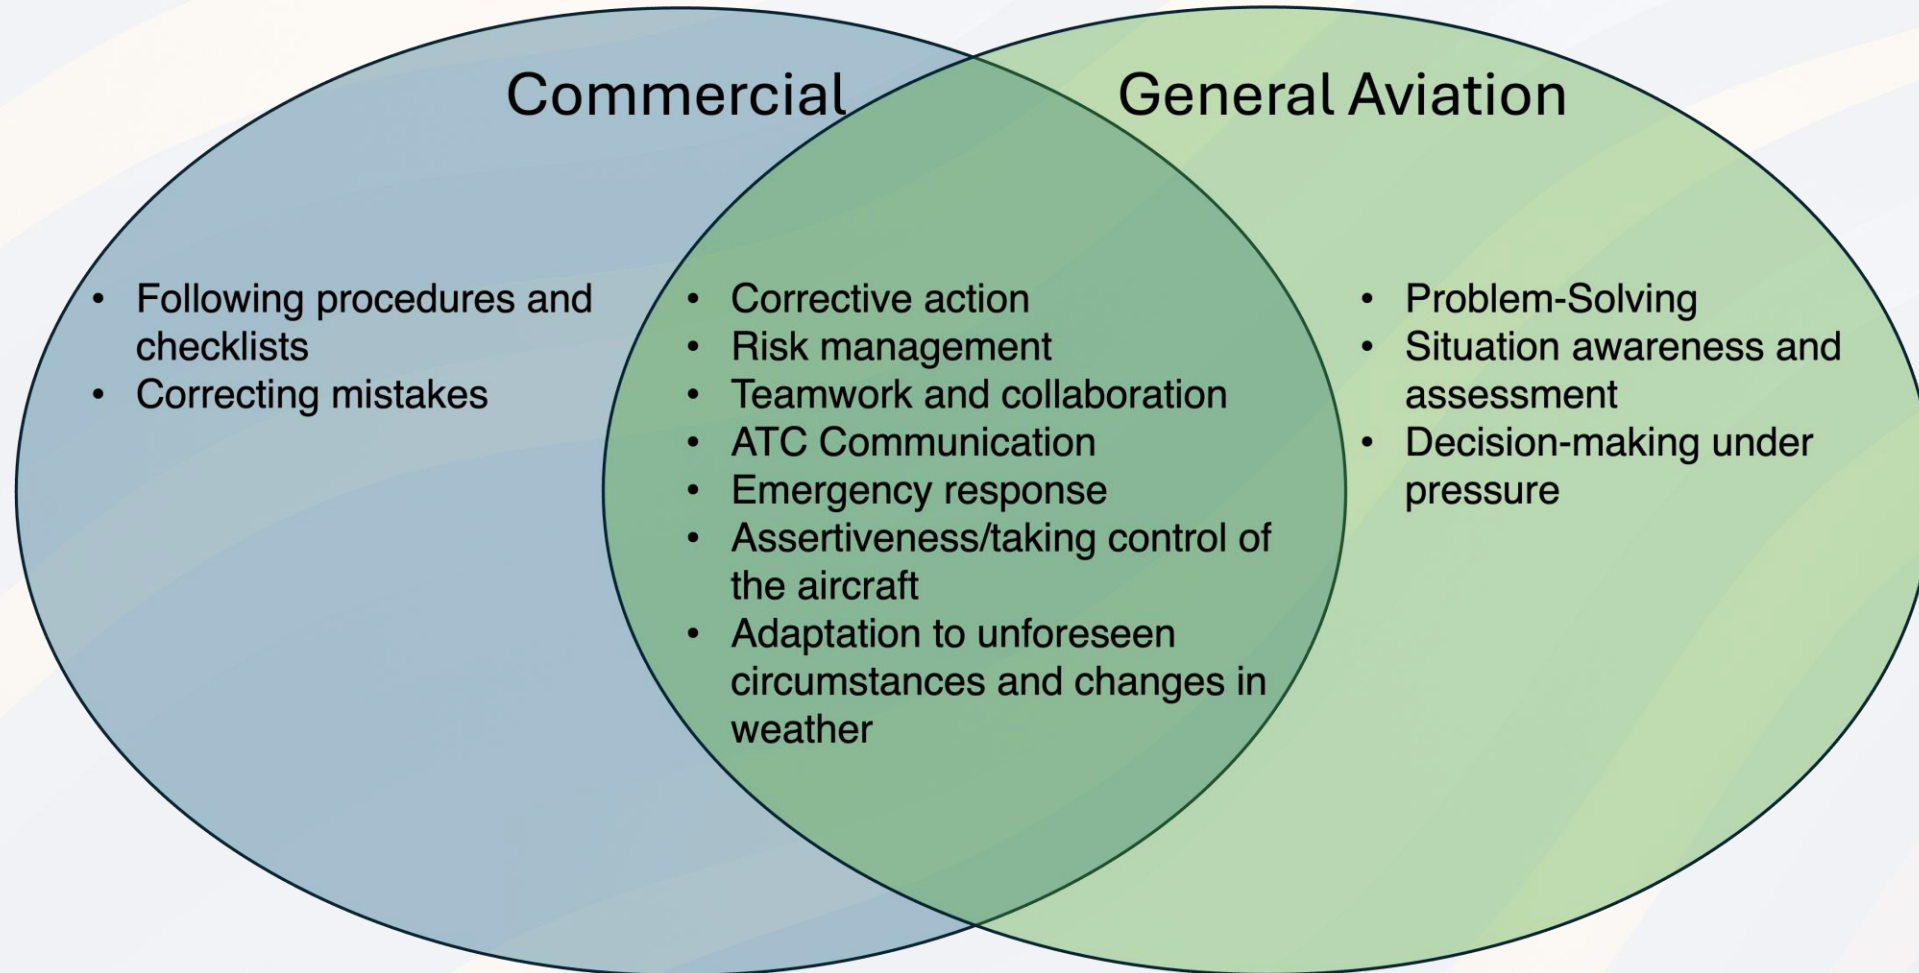 Commercial
General Aviation
• Following procedures and
checklists
• Correcting mistakes
• Corrective action
• Risk management
• Teamwork and collaboration
• ATC Communication
• Emergency response
• Assertiveness/taking control of
the aircraft
• Adaptation to unforeseen
circumstances and changes in
weather
• Problem-Solving
• Situation awareness and
assessment
• Decision-making under
pressure